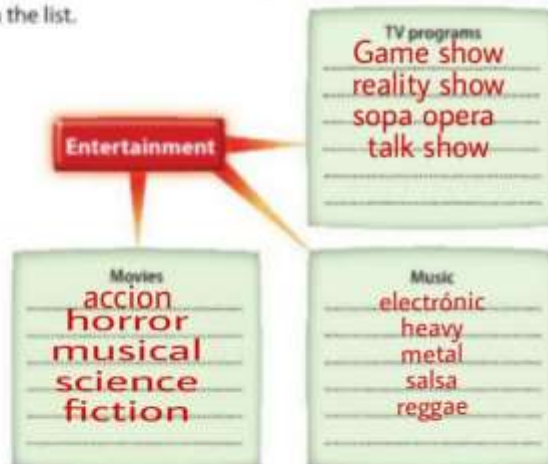 the list.
TV programs
Game show
reality show
sopa opera
talk show
Entertainment
Movies
accion
horror
musical
science
fiction
Music
electrónic
heavy
metal
salsa
reggae